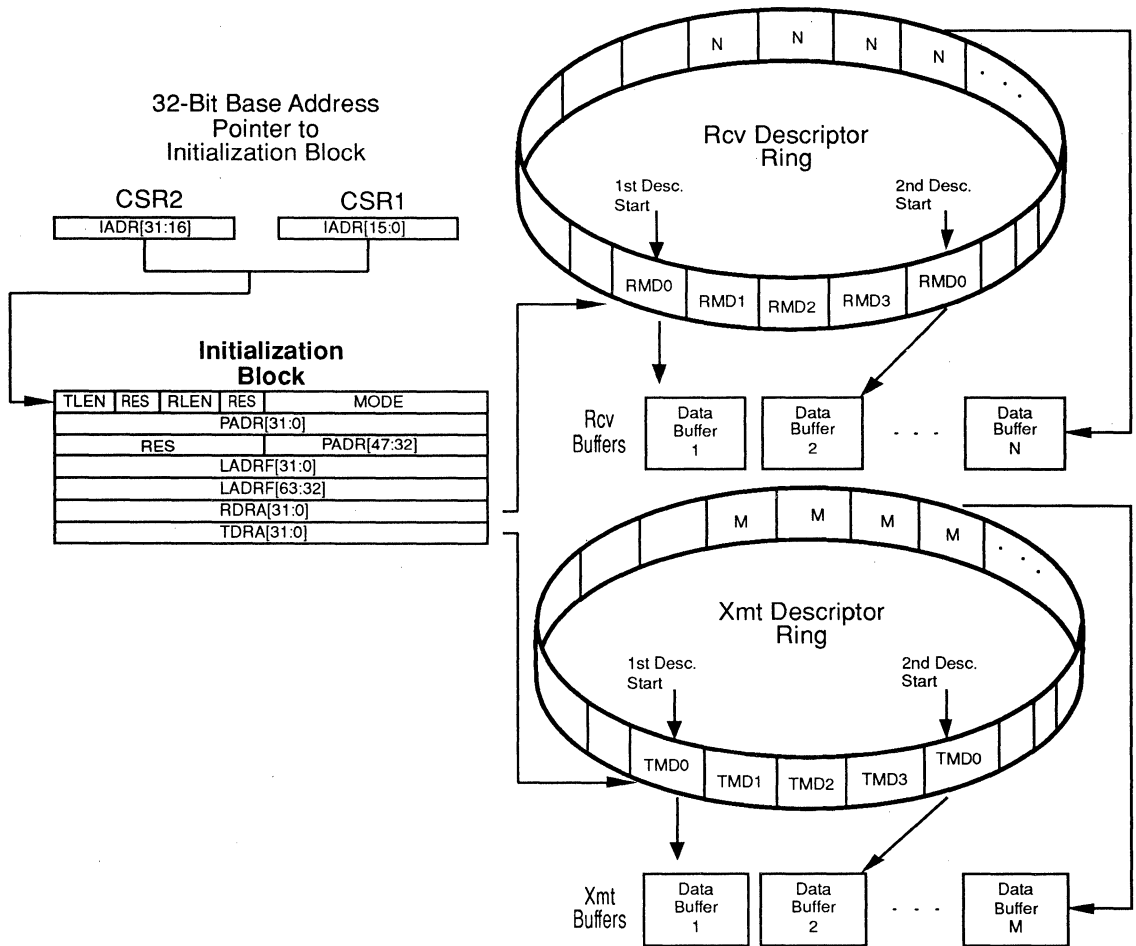 32-Bit Base Address
Pointer to
Initialization Block
CSR2
CSR1
IADR[31:16]
IADR[15:0]
Initialization
Block
TLEN RES RLEN RES MODE
PADR[31:0]
RES PADR[47:32]
LADRF[31:0]
LADRF[63:32]
RDRA[31:0]
TDRA[31:0]
N N N N . . .
Rcv Descriptor
Ring
1st Desc.
Start
2nd Desc.
Start
RMD0 RMD1 RMD2 RMD3 RMD0
Rcv
Buffers
Data
Buffer
1
Data
Buffer
2
. . . .
Data
Buffer
N
M M M M . . .
Xmt Descriptor
Ring
1st Desc.
Start
2nd Desc.
Start
TMD0 TMD1 TMD2 TMD3 TMD0
Xmt
Buffers
Data
Buffer
1
Data
Buffer
2
. . . .
Data
Buffer
M